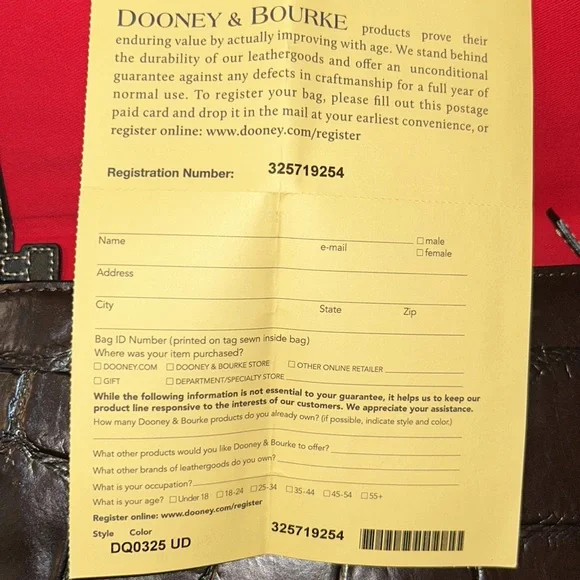 DOONEY & BOURKE products prove their
enduring value by actually improving with age. We stand behind
the durability of our leathergoods and offer an unconditional
guarantee against any defects in craftmanship for a full year of
normal use. To register your bag, please fill out this postage
paid card and drop it in the mail at your earliest convenience, or
register online: www.dooney.com/register
Registration Number: 325719254
Name e-mail ☐ male
☐ female
Address
City State Zip
Bag ID Number (printed on tag sewn inside bag)
Where was your item purchased?
☐ DOONEY.COM ☐ DOONEY & BOURKE STORE ☐ OTHER ONLINE RETAILER
☐ GIFT ☐ DEPARTMENT/SPECIALTY STORE
While the following information is not essential to your guarantee, it helps us to keep our
product line responsive to the interests of our customers. We appreciate your assistance.
How many Dooney & Bourke products do you already own? (if possible, indicate style and color)
What other products would you like Dooney & Bourke to offer?
What other brands of leathergoods do you own?
What is your occupation?
What is your age? ☐ Under 18 ☐ 18-24 ☐ 25-34 ☐ 35-44 ☐ 45-54 ☐ 55+
Register online: www.dooney.com/register
Style Color
DQ0325 UD 325719254